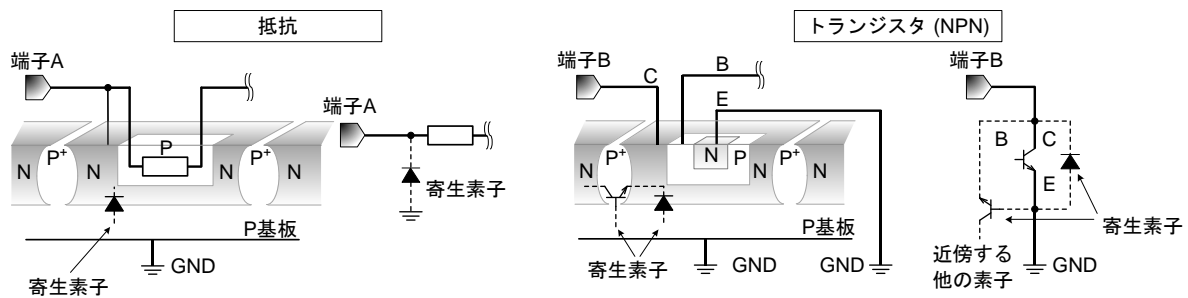 抵抗
トランジスタ (NPN)
端子A
端子A
N
P+
N
P
N
P+
N
寄生素子
P基板
GND
寄生素子
端子B
C
B
E
N
P+
N
N
P
N
P+
N
P基板
寄生素子
GND
GND
端子B
B
C
E
寄生素子
近傍する
他の素子
GND